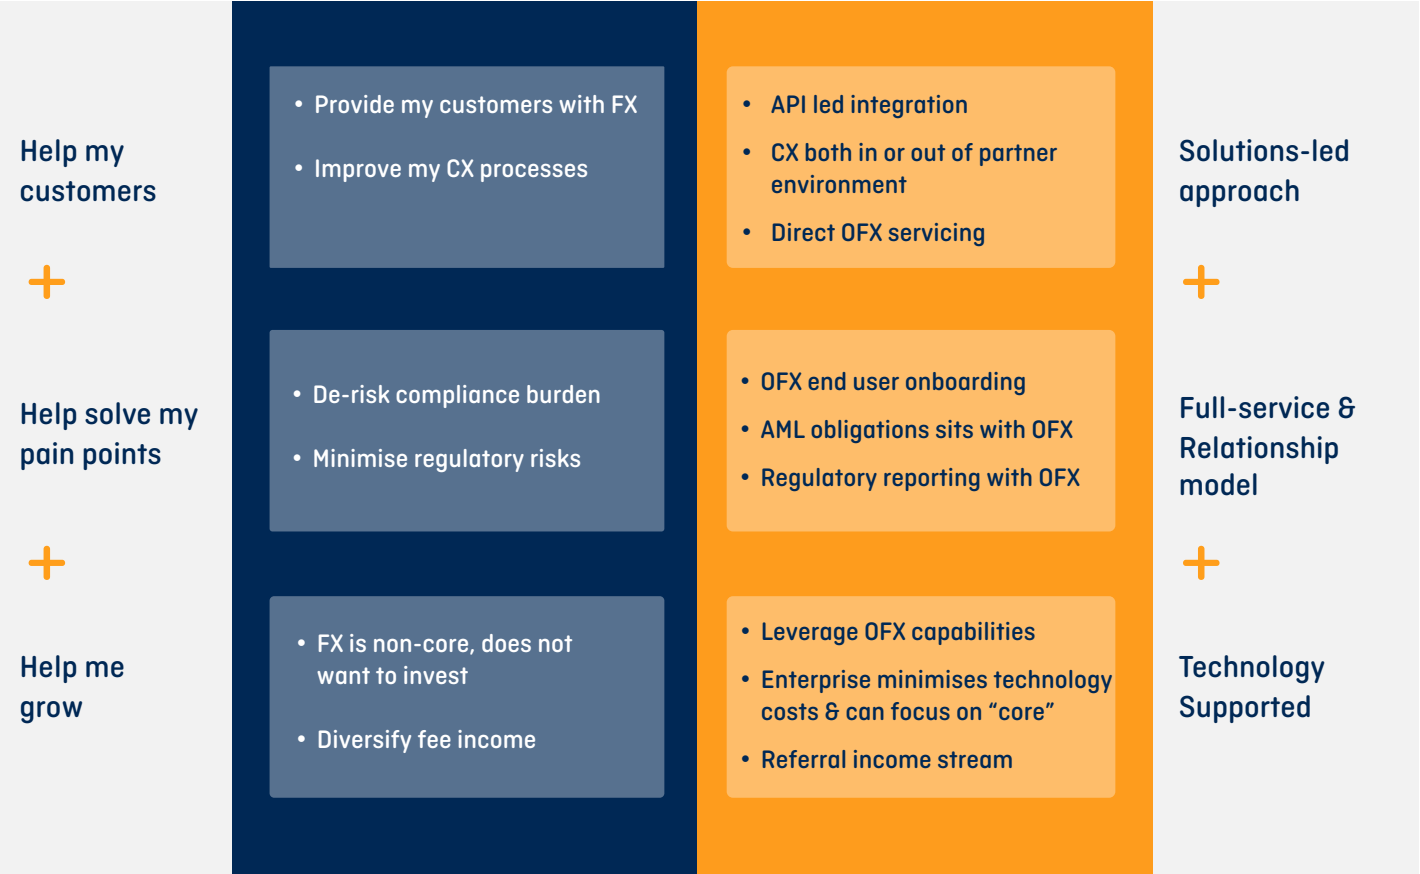 Help my
customers
• Provide my customers with FX
• Improve my CX processes
• API led integration
• CX both in or out of partner
environment
• Direct OFX servicing
Solutions-led
approach
+
+
Help solve my
pain points
• De-risk compliance burden
• Minimise regulatory risks
• OFX end user onboarding
• AML obligations sits with OFX
• Regulatory reporting with OFX
Full-service &
Relationship
model
+
+
Help me
grow
• FX is non-core, does not
want to invest
• Diversify fee income
• Leverage OFX capabilities
• Enterprise minimises technology
costs & can focus on “core”
• Referral income stream
Technology
Supported